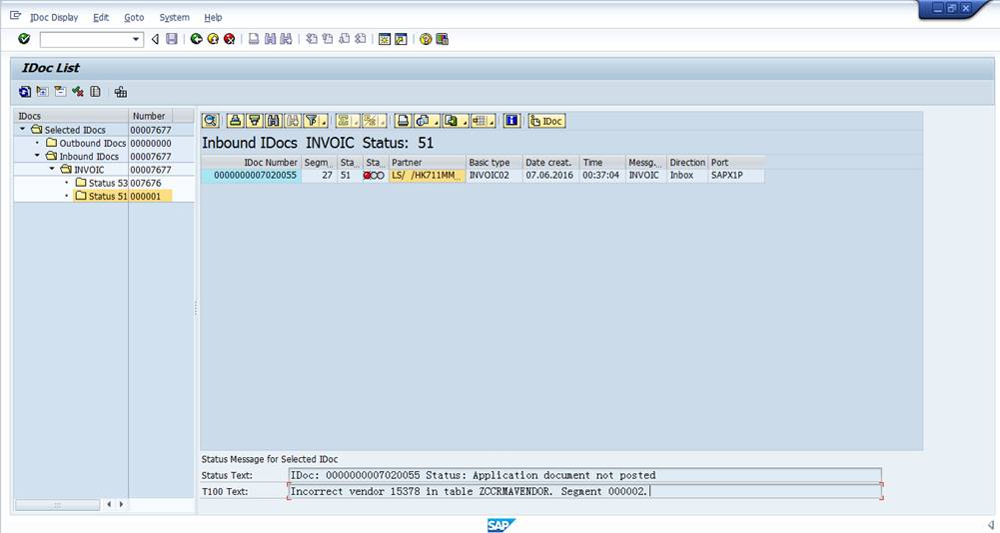 IDoc Display Edit Goto System Help
IDoc List
IDocs Number
Selected IDocs 00007677
Outbound IDocs 00000000
Inbound IDocs 00007677
INVOIC 00007677
Status 53 007676
Status 51 000001
IDoc
Inbound IDocs INVOIC Status: 51
IDoc Number Segm... Sta... Sta... Partner Basic type Date creat. Time Messg... Direction Port
0000000007020055 27 51 LS/ /HK711MM... INVOIC02 07.06.2016 00:37:04 INVOIC Inbox SAPX1P
Status Message for Selected IDoc
Status Text: IDoc: 0000000007020055 Status: Application document not posted
T100 Text: Incorrect vendor 15378 in table ZCCRMAVENDOR. Segment 000002.
SAP